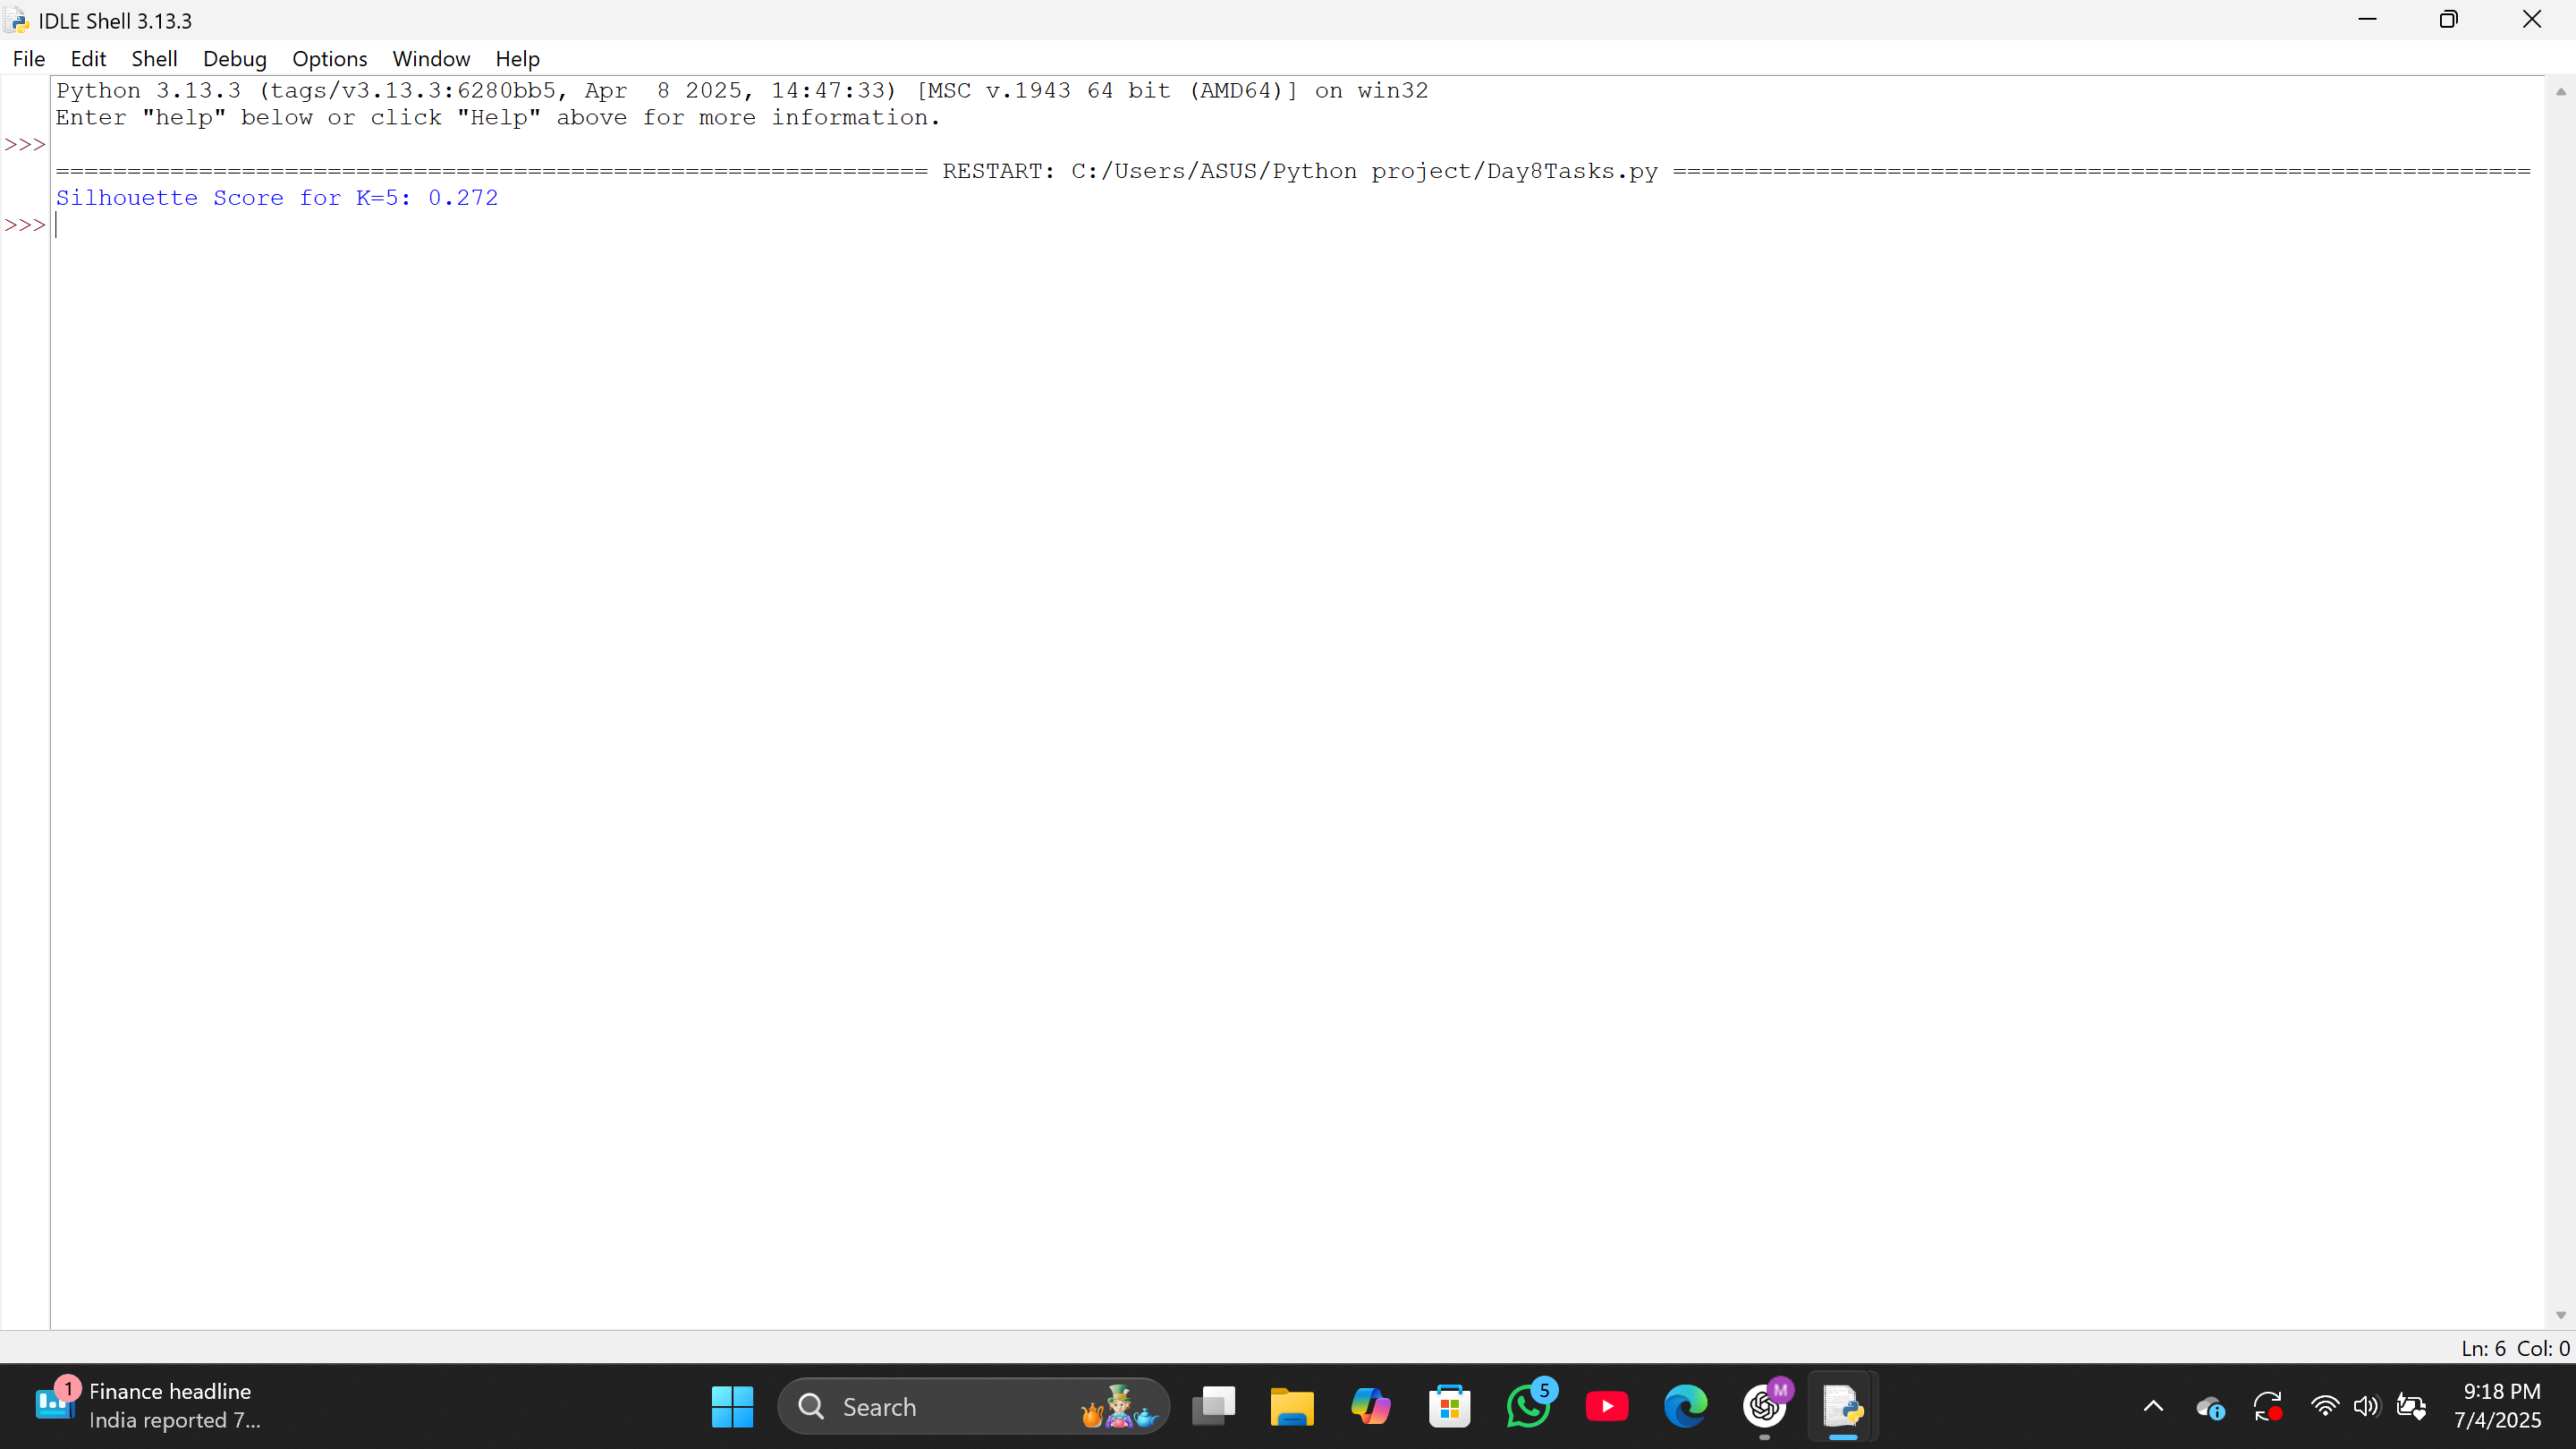 IDLE Shell 3.13.3
File Edit Shell Debug Options Window Help
Python 3.13.3 (tags/v3.13.3:6280bb5, Apr  8 2025, 14:47:33) [MSC v.1943 64 bit (AMD64)] on win32
Enter "help" below or click "Help" above for more information.
>>>
============================================================= RESTART: C:/Users/ASUS/Python project/Day8Tasks.py ============================================================
Silhouette Score for K=5: 0.272
>>>
Ln: 6 Col: 0
1
Finance headline
India reported 7...
Search
5
M
9:18 PM
7/4/2025